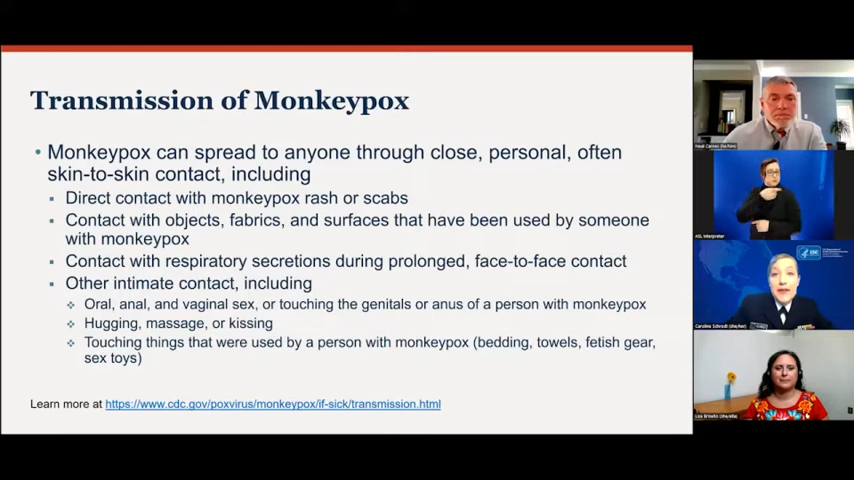 Transmission of Monkeypox
• Monkeypox can spread to anyone through close, personal, often
skin-to-skin contact, including
▪ Direct contact with monkeypox rash or scabs
▪ Contact with objects, fabrics, and surfaces that have been used by someone
with monkeypox
▪ Contact with respiratory secretions during prolonged, face-to-face contact
▪ Other intimate contact, including
❖ Oral, anal, and vaginal sex, or touching the genitals or anus of a person with monkeypox
❖ Hugging, massage, or kissing
❖ Touching things that were used by a person with monkeypox (bedding, towels, fetish gear,
sex toys)
Learn more at https://www.cdc.gov/poxvirus/monkeypox/if-sick/transmission.html
ASL Interpreter
CDC